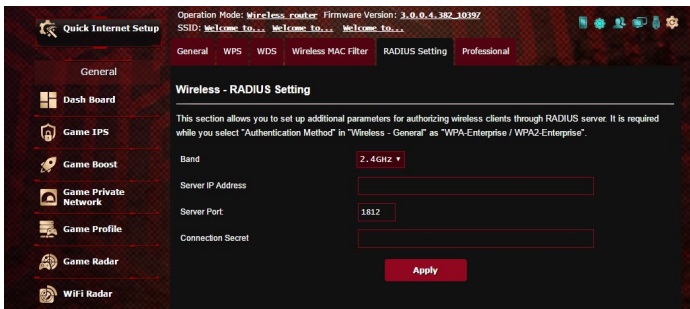 Quick Internet Setup
General
Dash Board
Game IPS
Game Boost
Game Private
Network
Game Profile
Game Radar
WiFi Radar
Operation Mode: Wireless router Firmware Version: 3.0.0.4.382_10397
SSID: Welcome to... Welcome to... Welcome to...
General WPS WDS Wireless MAC Filter RADIUS Setting Professional
Wireless - RADIUS Setting
This section allows you to set up additional parameters for authorizing wireless clients through RADIUS server. It is required
while you select "Authentication Method" in "Wireless - General" as "WPA-Enterprise / WPA2-Enterprise".
Band 2.4GHz
Server IP Address
Server Port: 1812
Connection Secret
Apply